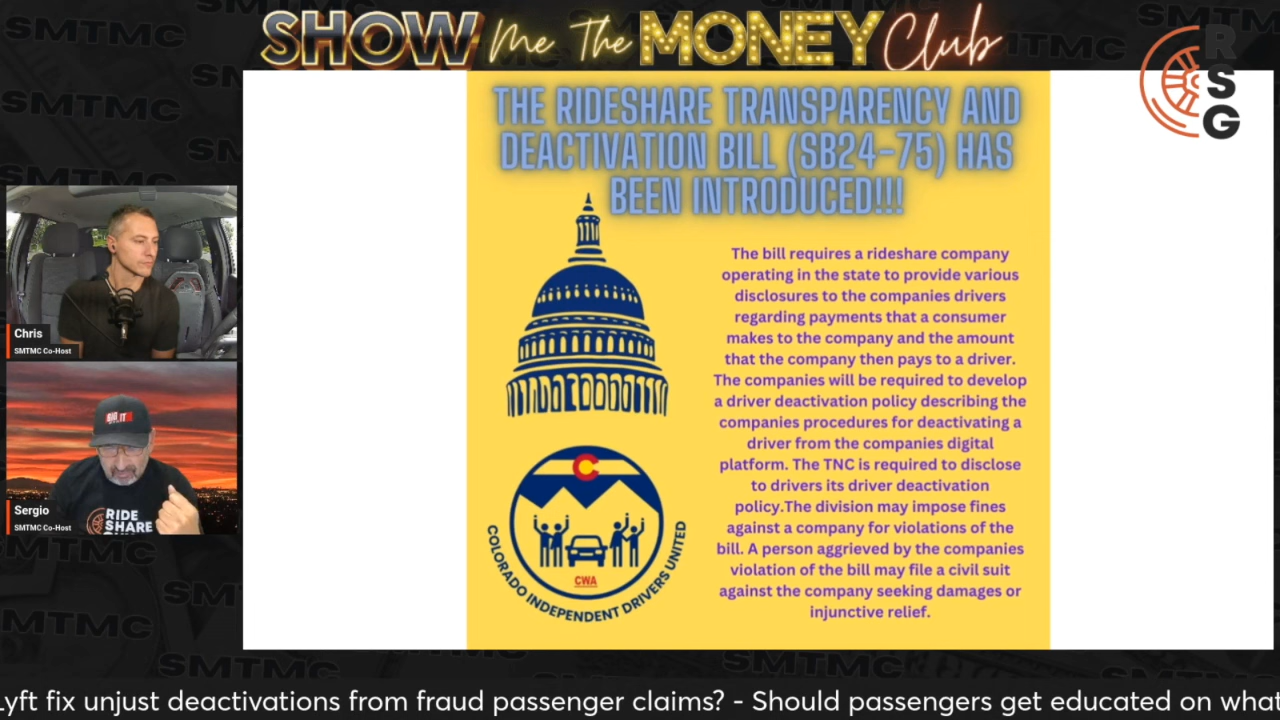 SHOW Me The MONEY Club
RSG
THE RIDESHARE TRANSPARENCY AND
DEACTIVATION BILL (SB24-75) HAS
BEEN INTRODUCED!!!
The bill requires a rideshare company
operating in the state to provide various
disclosures to the companies drivers
regarding payments that a consumer
makes to the company and the amount
that the company then pays to a driver.
The companies will be required to develop
a driver deactivation policy describing the
companies procedures for deactivating a
driver from the companies digital
platform. The TNC is required to disclose
to drivers its driver deactivation
policy.The division may impose fines
against a company for violations of the
bill. A person aggrieved by the companies
violation of the bill may file a civil suit
against the company seeking damages or
injunctive relief.
C
CWA
COLORADO INDEPENDENT DRIVERS UNITED
Chris
SMTMC Co-Host
RIDE
SHARE
Sergio
SMTMC Co-Host
SMTMC
SMTMC
SMTMC
SMTMC
Lyft fix unjust deactivations from fraud passenger claims? - Should passengers get educated on what